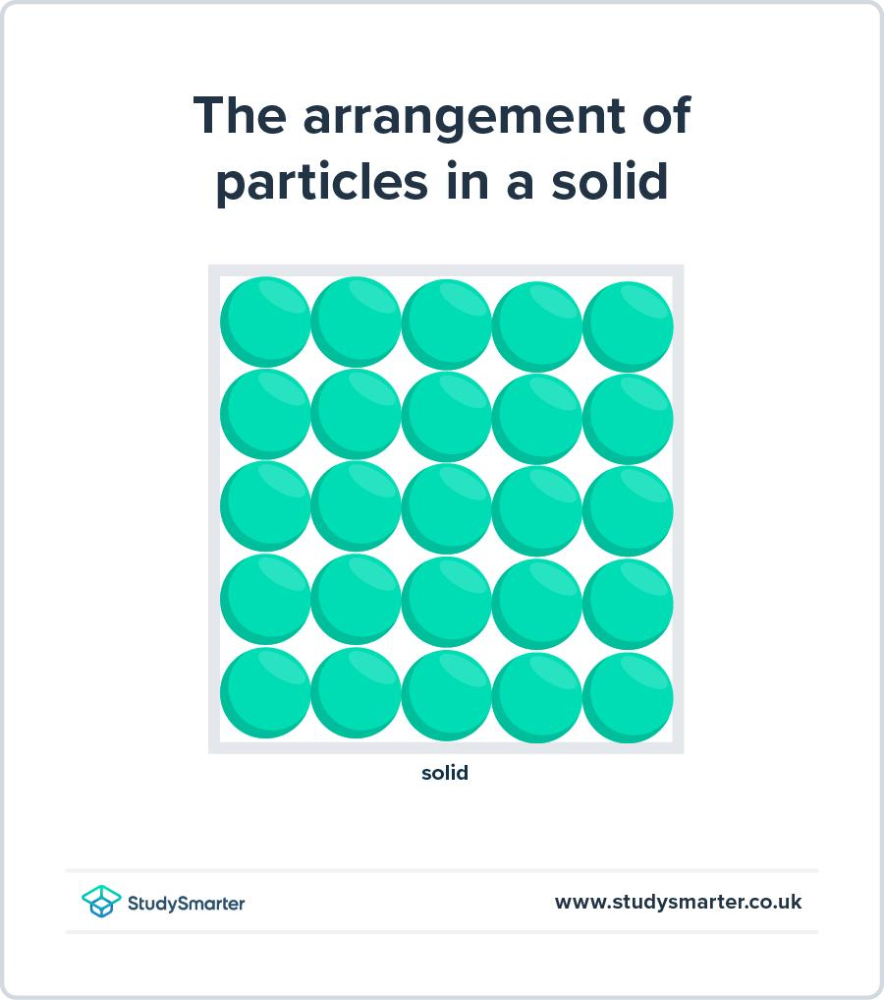 The arrangement of
particles in a solid
solid
StudySmarter
www.studysmarter.co.uk